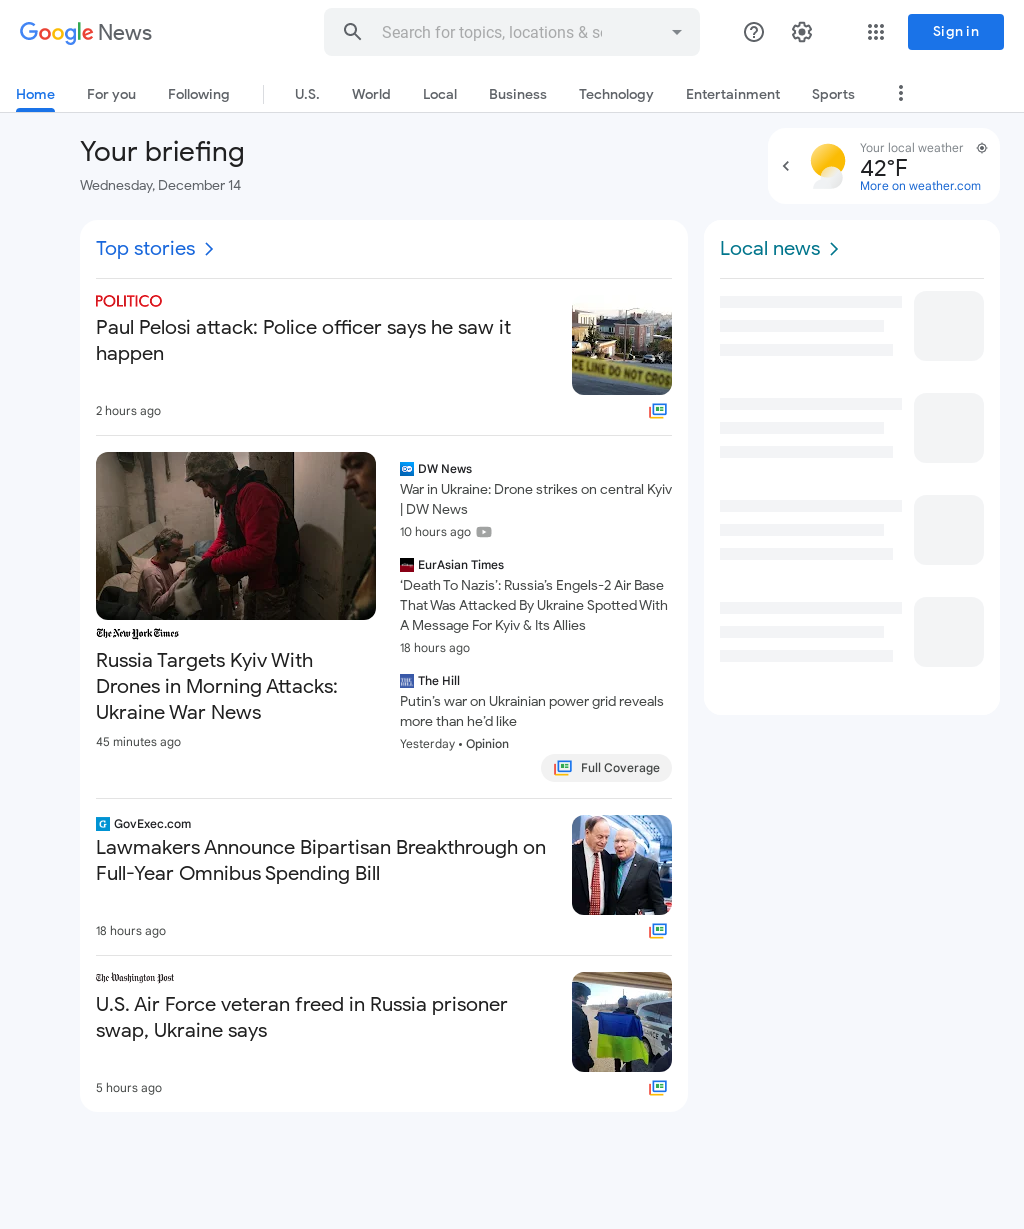 Google News
Search for topics, locations & so
Sign in
Home
For you
Following
U.S.
World
Local
Business
Technology
Entertainment
Sports
Your briefing
Wednesday, December 14
Your local weather
42°F
More on weather.com
Top stories
POLITICO
Paul Pelosi attack: Police officer says he saw it
happen
2 hours ago
CE LINE DO NOT CROSS
The New York Times
Russia Targets Kyiv With
Drones in Morning Attacks:
Ukraine War News
45 minutes ago
DW News
War in Ukraine: Drone strikes on central Kyiv
| DW News
10 hours ago
EurAsian Times
‘Death To Nazis’: Russia’s Engels-2 Air Base
That Was Attacked By Ukraine Spotted With
A Message For Kyiv & Its Allies
18 hours ago
The Hill
Putin’s war on Ukrainian power grid reveals
more than he’d like
Yesterday • Opinion
Full Coverage
GovExec.com
Lawmakers Announce Bipartisan Breakthrough on
Full-Year Omnibus Spending Bill
18 hours ago
The Washington Post
U.S. Air Force veteran freed in Russia prisoner
swap, Ukraine says
5 hours ago
Local news